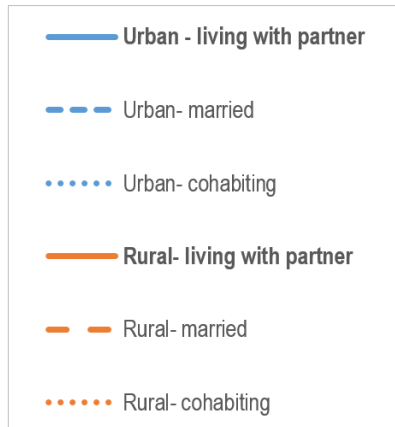 Urban - living with partner
Urban- married
Urban- cohabiting
Rural- living with partner
Rural- married
Rural- cohabiting